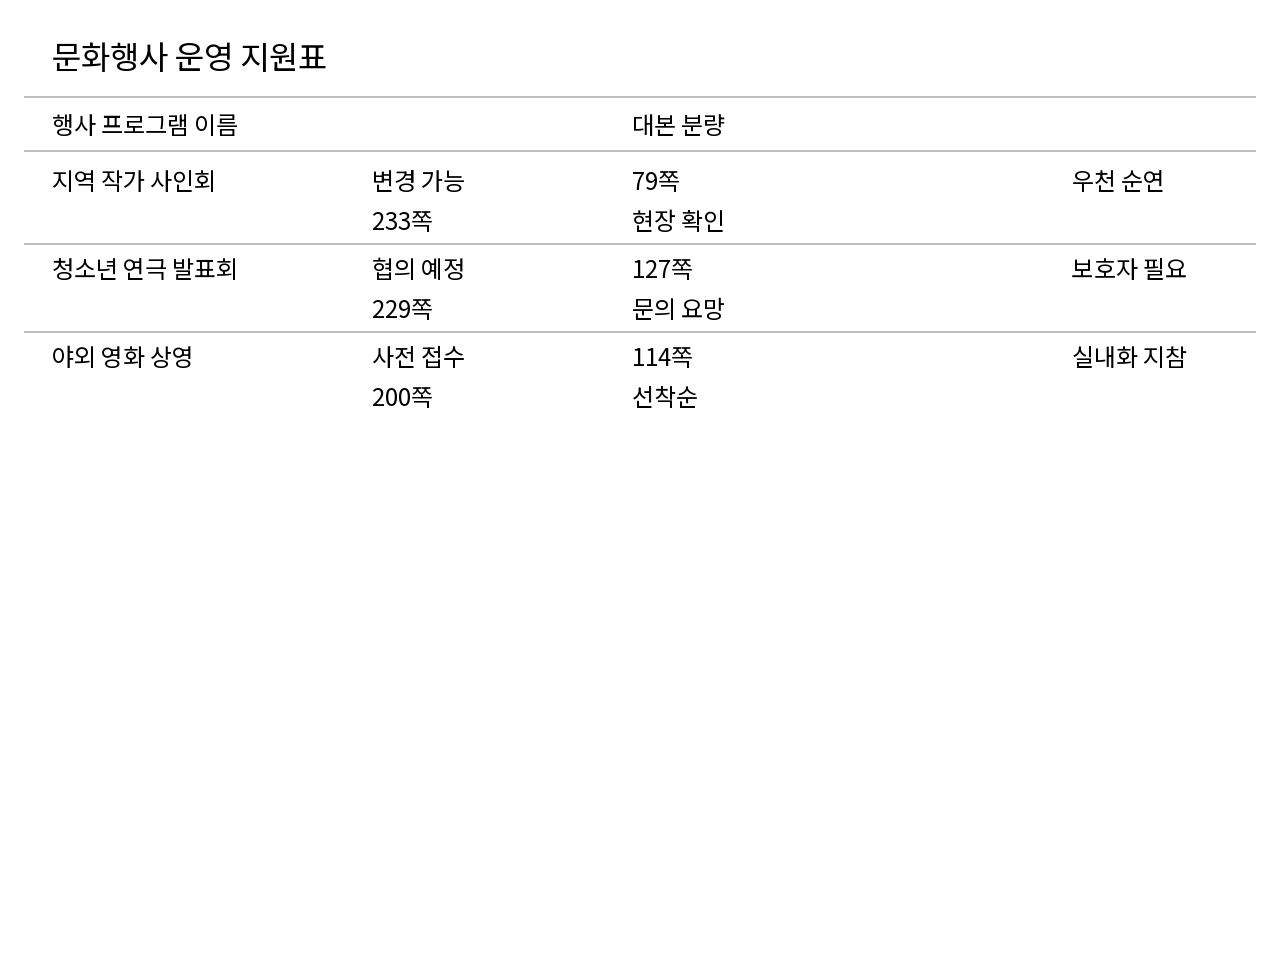 문화행사 운영 지원표
행사 프로그램 이름 대본 분량
지역 작가 사인회 변경 가능 79쪽 우천 순연
233쪽 현장 확인
청소년 연극 발표회 협의 예정 127쪽 보호자 필요
229쪽 문의 요망
야외 영화 상영 사전 접수 114쪽 실내화 지참
200쪽 선착순